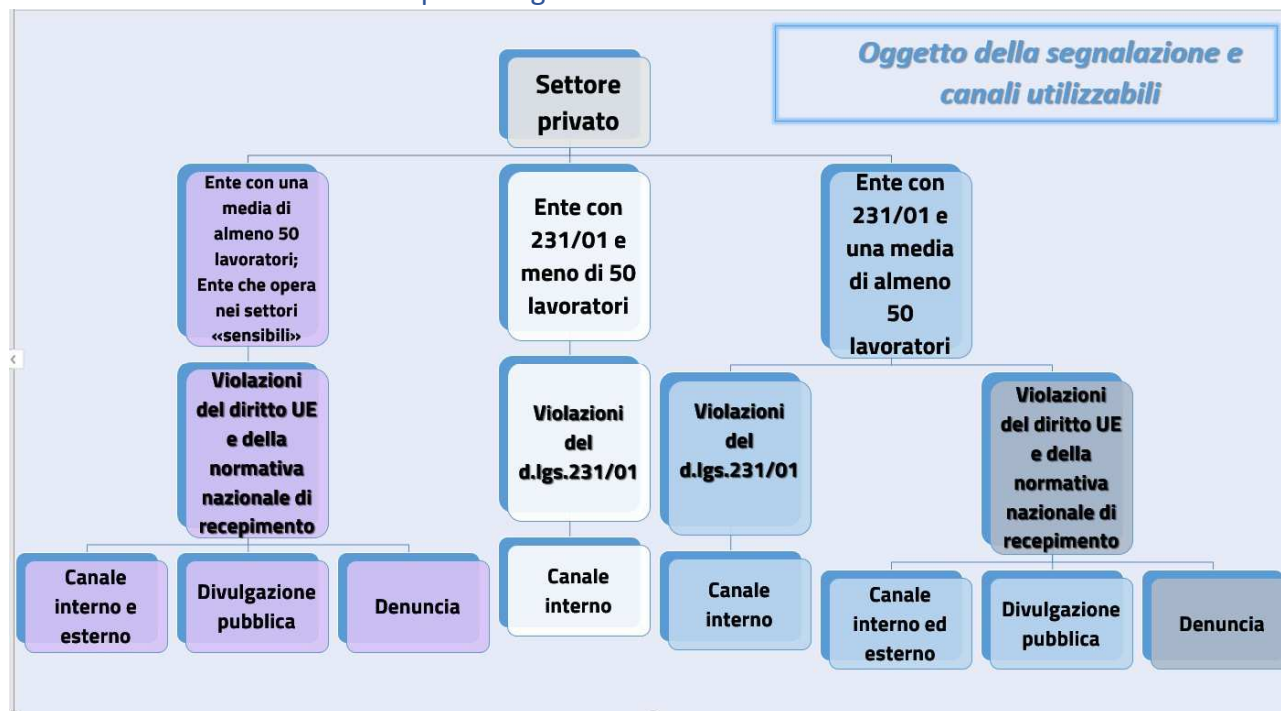 Oggetto della segnalazione e
canali utilizzabili
Settore
privato
Ente con una
media di
almeno 50
lavoratori;
Ente che opera
nei settori
«sensibili»
Ente con
231/01 e
meno di 50
lavoratori
Ente con
231/01 e
una media
di almeno
50
lavoratori
Violazioni
del diritto UE
e della
normativa
nazionale di
recepimento
Violazioni
del
d.lgs.231/01
Violazioni
del
d.lgs.231/01
Violazioni
del diritto UE
e della
normativa
nazionale di
recepimento
Canale
interno e
esterno
Divulgazione
pubblica
Denuncia
Canale
interno
Canale
interno
Canale
interno ed
esterno
Divulgazione
pubblica
Denuncia